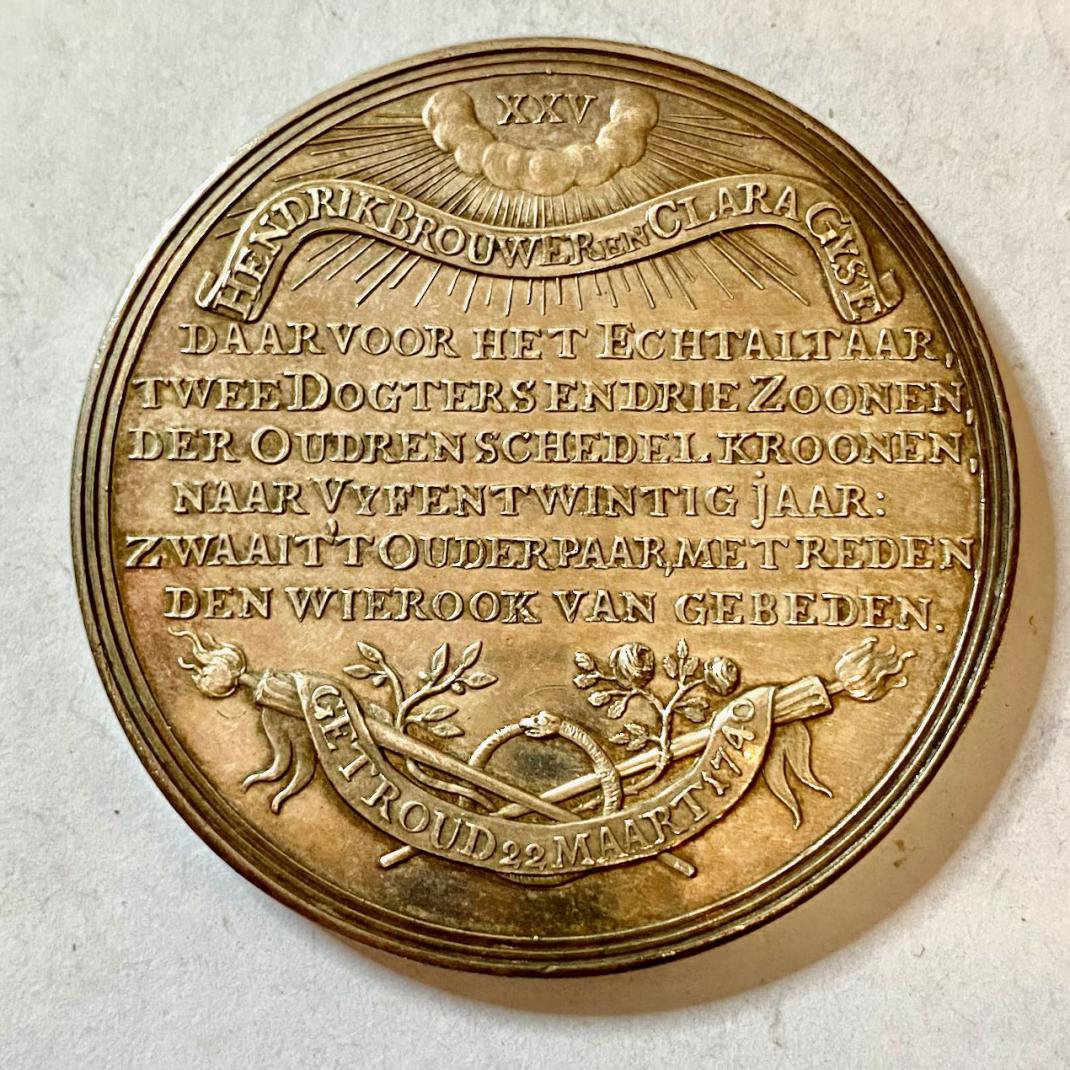 XXV
HENDRIK BROUWER EN CLARA GYSE
DAAR VOOR HET ECHTALTAAR,
TWEE DOGTERS EN DRIE ZOONEN,
DER OUDREN SCHEDEL KROONEN,
NAAR VYFENTWINTIG jAAR:
ZWAAIT 'T OUDERPAAR, MET REDEN
DEN WIEROOK VAN GEBEDEN.
GETROUD 22 MAART 1740